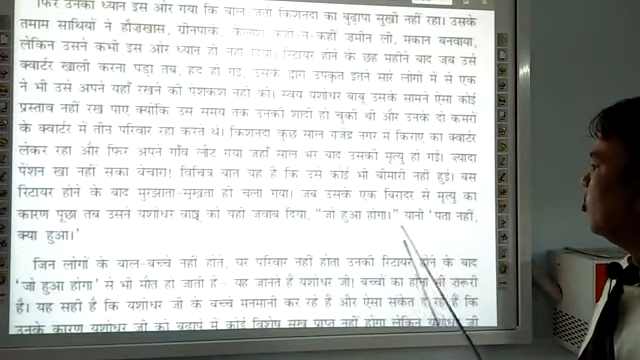 फिर उनका ध्यान इस ओर गया कि बाल-जती किशनदा का बुढ़ापा सुखी नहीं रहा। उसके
तमाम साथियों ने हौज़खास, ग्रीनपार्क, कैलाश कहीं-न-कहीं ज़मीन ली, मकान बनवाया,
लेकिन उसने कभी इस ओर ध्यान ही नहीं दिया। रिटायर होने के छह महीने बाद जब उसे
क्वार्टर खाली करना पड़ा तब, हद हो गई, उसके द्वारा उपकृत इतने सारे लोगों में से एक
ने भी उसे अपने यहाँ रखने की पेशकश नहीं की। स्वयं यशोधर बाबू उसके सामने ऐसा कोई
प्रस्ताव नहीं रख पाए क्योंकि उस समय तक उनकी शादी हो चुकी थी और उनके दो कमरों
के क्वार्टर में तीन परिवार रहा करते थे। किशनदा कुछ साल राजेंद्र नगर में किराए का क्वार्टर
लेकर रहा और फिर अपने गाँव लौट गया जहाँ साल भर बाद उसकी मृत्यु हो गई। ज्यादा
पेंशन खा नहीं सका बेचारा! विचित्र बात यह है कि उसे कोई भी बीमारी नहीं हुई। बस
रिटायर होने के बाद मुरझाता-सूखता ही चला गया। जब उसके एक बिरादर से मृत्यु का
कारण पूछा तब उसने यशोधर बाबू को यही जवाब दिया, "जो हुआ होगा।" यानी 'पता नहीं,
क्या हुआ।'
जिन लोगों के बाल-बच्चे नहीं होते, घर परिवार नहीं होता उनकी रिटायर होने के बाद
'जो हुआ होगा' से भी मौत हो जाती है- यह जानते हैं यशोधर जी! बच्चों का होना भी ज़रूरी
है। यह सही है कि यशोधर जी के बच्चे मनमानी कर रहे हैं और ऐसा संकेत दे रहे हैं कि
उनके कारण यशोधर जी को बुढ़ापे में कोई विशेष सुख प्राप्त नहीं होगा लेकिन यशोधर जी